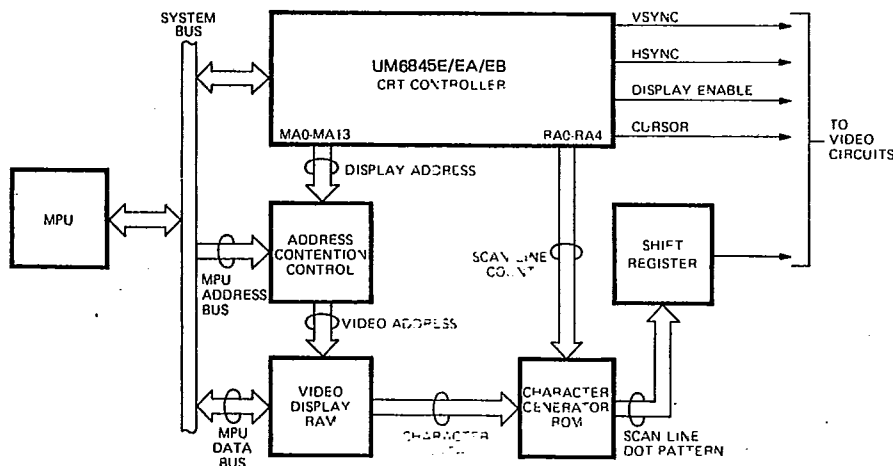 SYSTEM
BUS
UM6845E/EA/EB
CRT CONTROLLER
MA0-MA13
RA0-RA4
VSYNC
HSYNC
DISPLAY ENABLE
CURSOR
TO
VIDEO
CIRCUITS
DISPLAY ADDRESS
MPU
ADDRESS
CONTENTION
CONTROL
MPU
ADDRESS
BUS
SCAN LINE
COUNT
SHIFT
REGISTER
VIDEO ADDRESS
VIDEO
DISPLAY
RAM
MPU
DATA
BUS
CHARACTER
CHARACTER
GENERATOR
ROM
SCAN LINE
DOT PATTERN